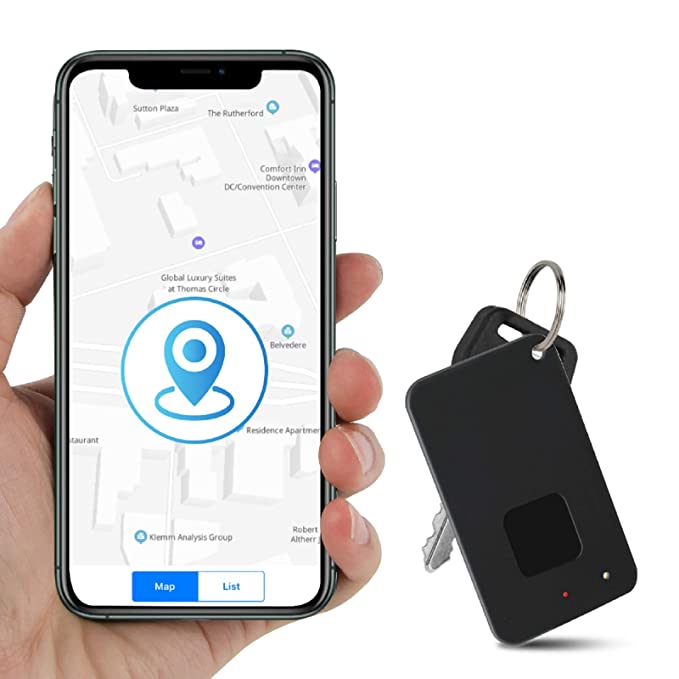 Sutton Plaza
The Rutherford
Comfort Inn
Downtown
DC/Convention Center
Global Luxury Suites
at Thomas Circle
Belvedere
staurant
Residence Apartmen
Klemm Analysis Group
Robert
Altherr J
Map
List